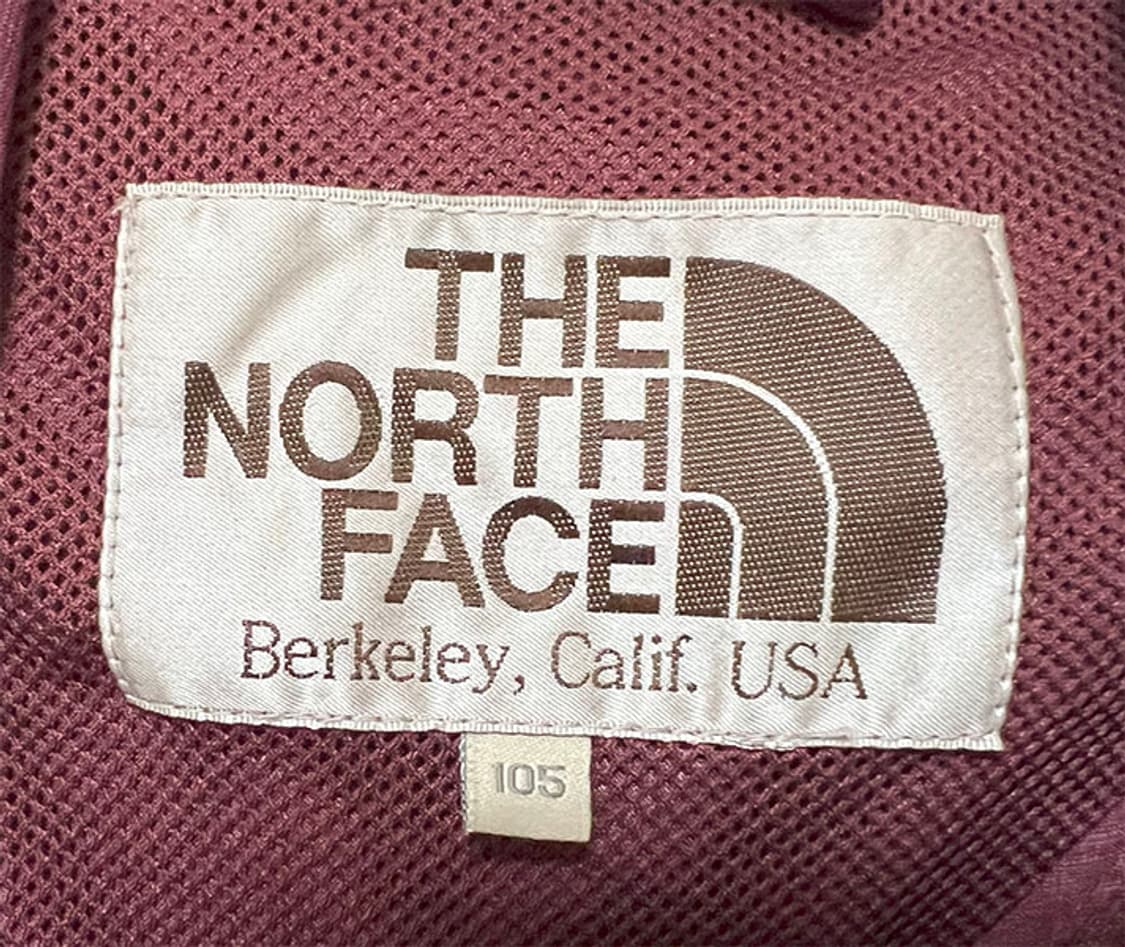 THE
NORTH
FACE
Berkeley, Calif. USA
105